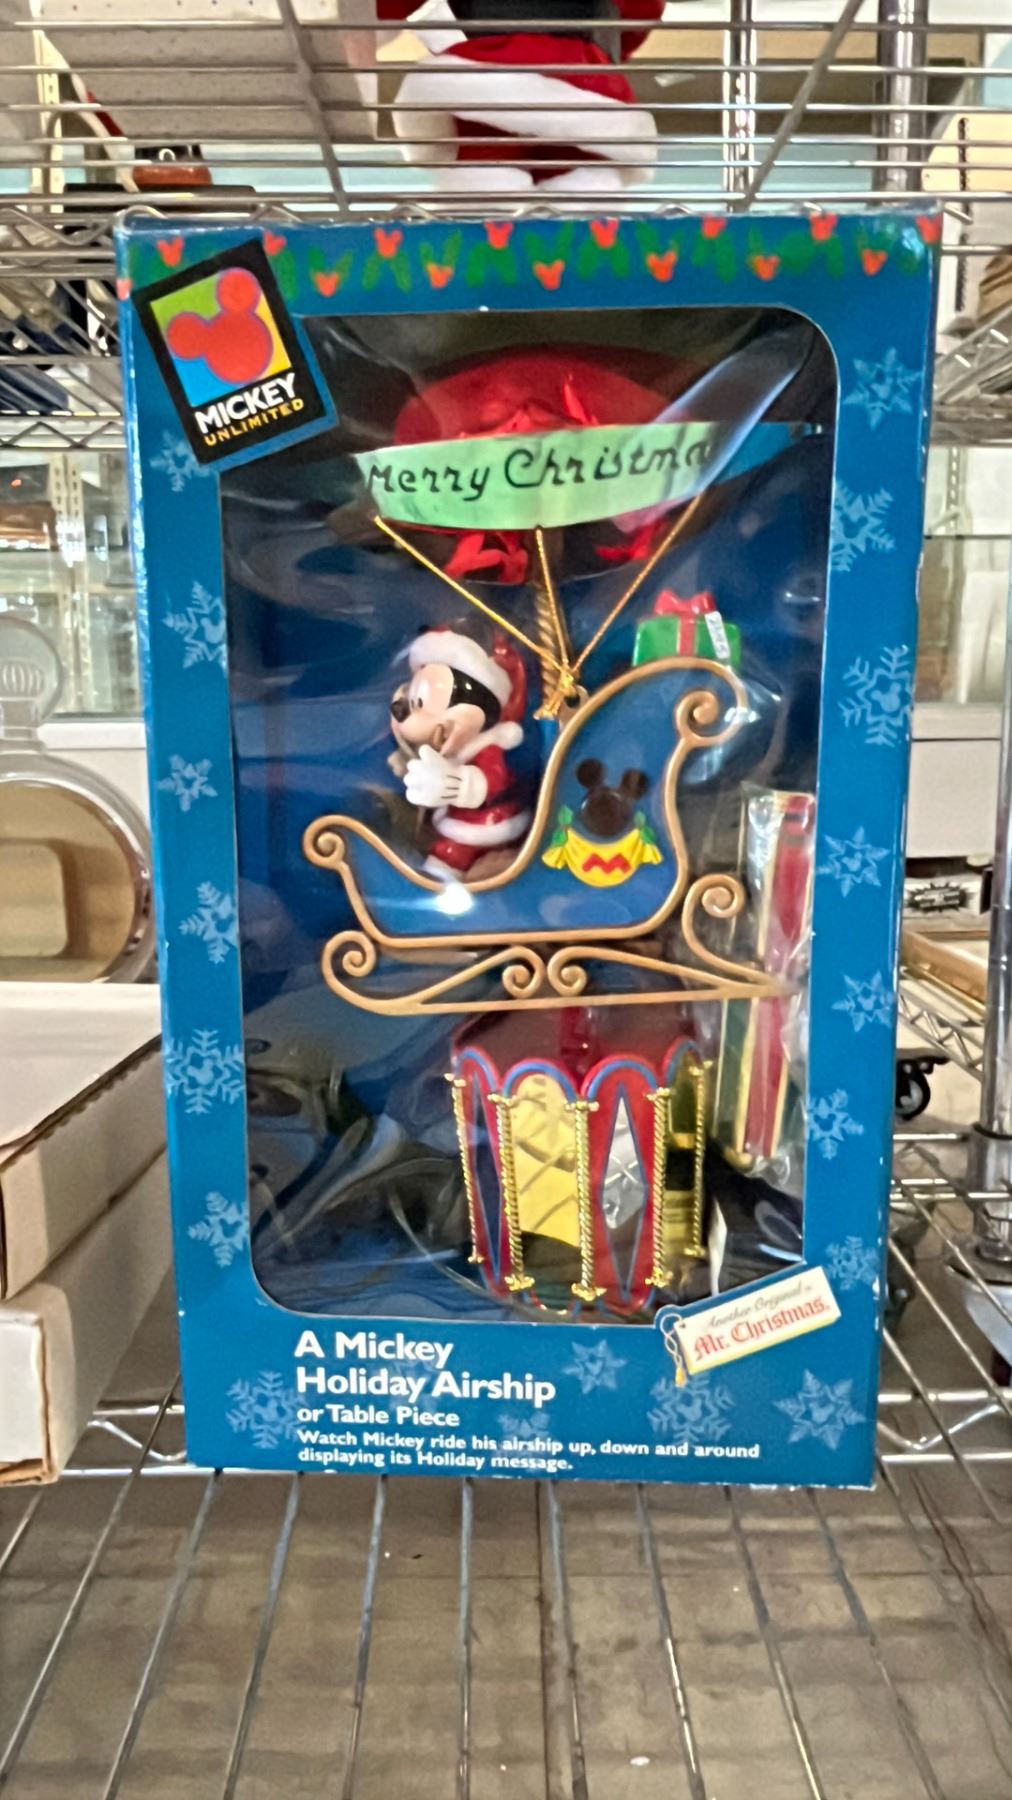 MICKEY
UNLIMITED
Merry Christma
Another Original
Mr. Christmas.
A Mickey
Holiday Airship
or Table Piece
Watch Mickey ride his airship up, down and around
displaying its Holiday message.